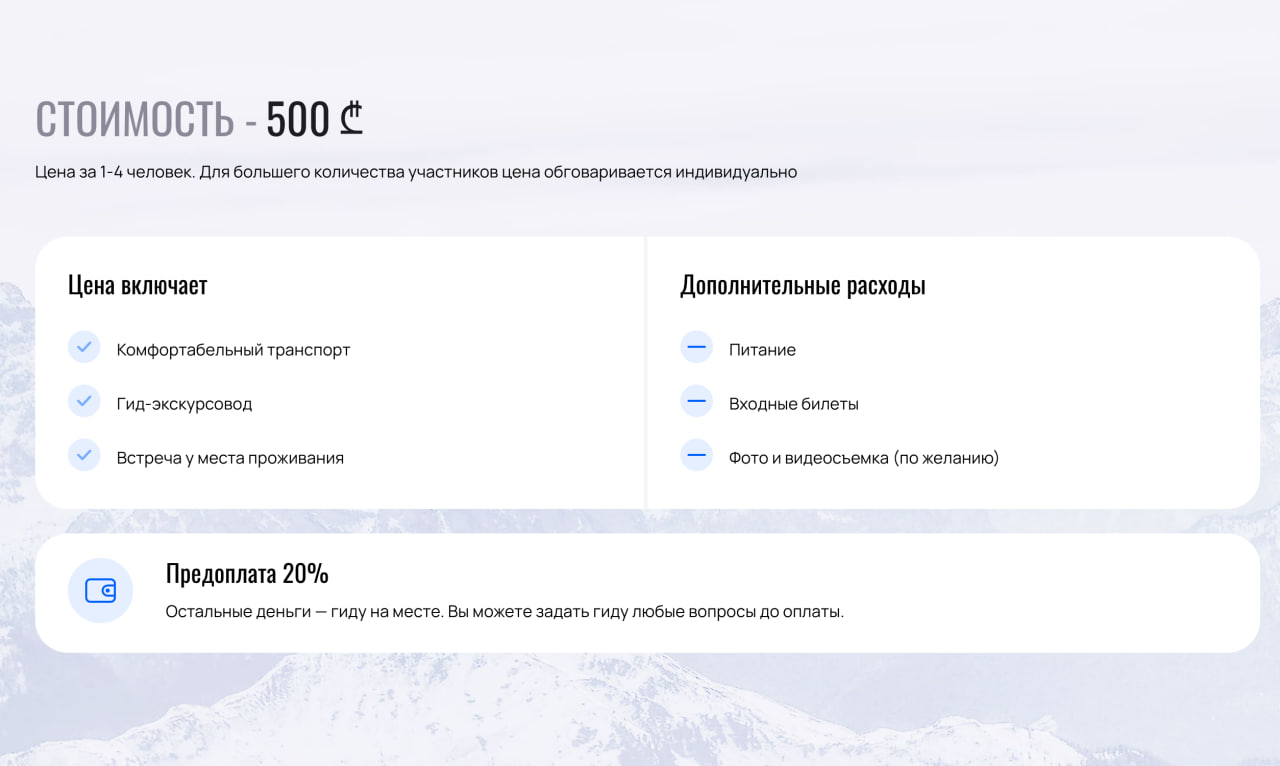 СТОИМОСТЬ - 500 ₾
Цена за 1-4 человек. Для большего количества участников цена обговаривается индивидуально
Цена включает
Комфортабельный транспорт
Гид-экскурсовод
Встреча у места проживания
Дополнительные расходы
Питание
Входные билеты
Фото и видеосъемка (по желанию)
Предоплата 20%
Остальные деньги — гиду на месте. Вы можете задать гиду любые вопросы до оплаты.